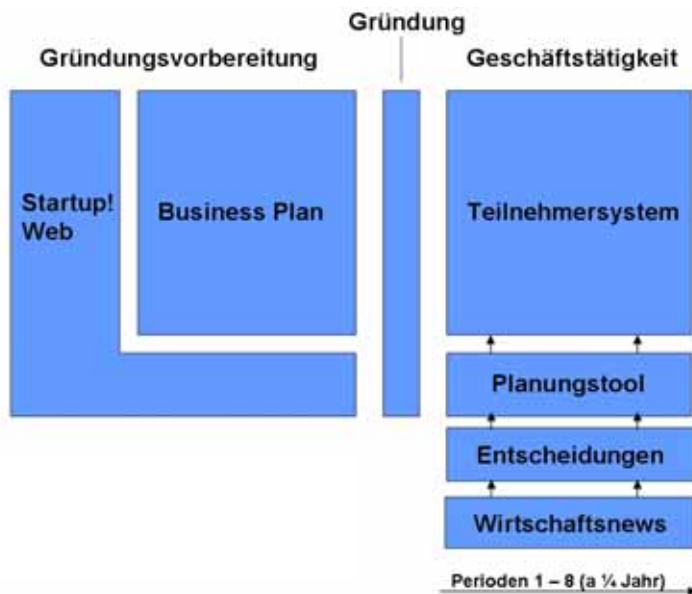 Gründung
Gründungsvorbereitung
Geschäftstätigkeit
Startup!
Web
Business Plan
Teilnehmersystem
Planungstool
Entscheidungen
Wirtschaftsnews
Perioden 1 – 8 (a ¼ Jahr)